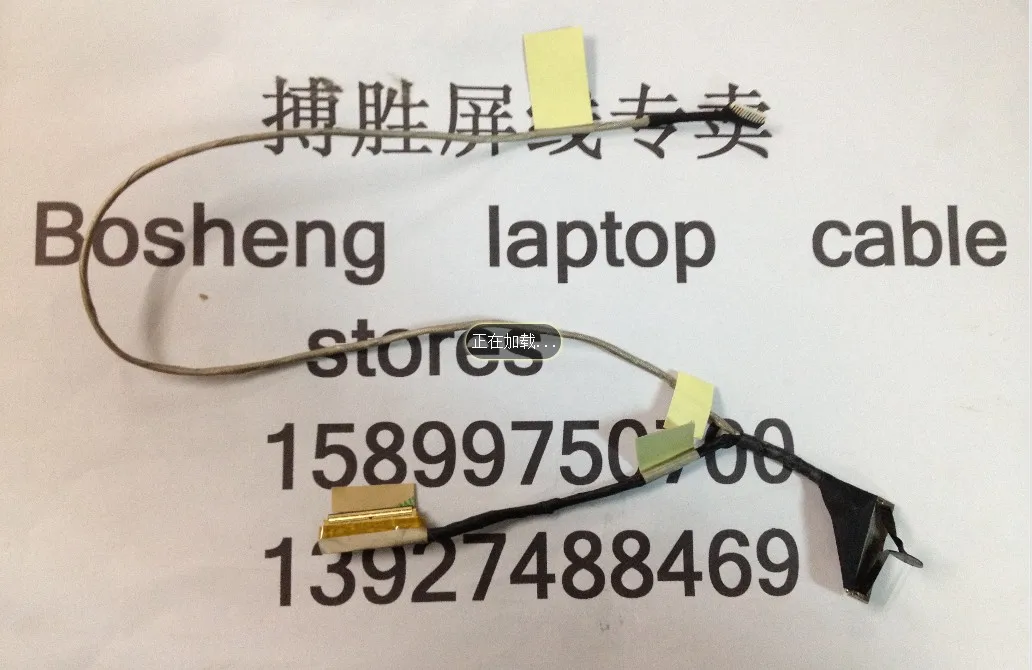 搏胜屏线专卖
Bosheng laptop cable
stores
正在加载...
15899750700
13927488469